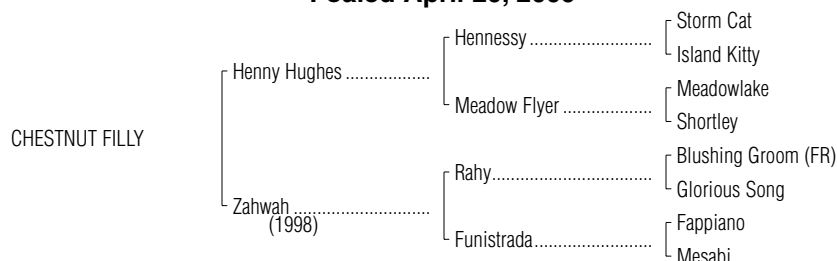 Foaled April
Storm Cat
Hennessy
Island Kitty
Henny Hughes
Meadowlake
Meadow Flyer
Shortley
CHESTNUT FILLY
Blushing Groom (FR)
Rahy
Glorious Song
Zahwah
(1998)
Fappiano
Funistrada
Mesabi